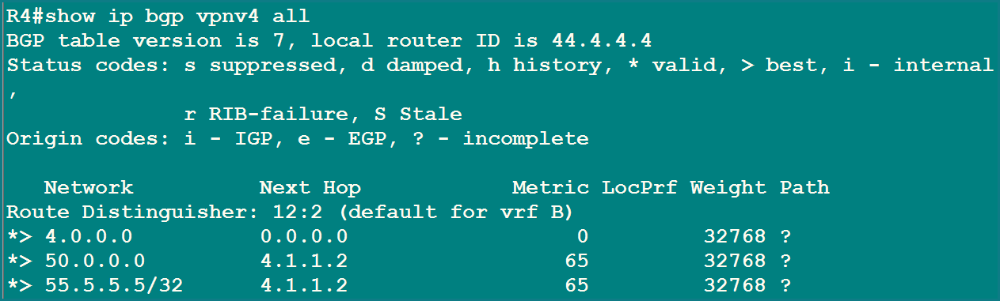 R4#show ip bgp vpnv4 all
BGP table version is 7, local router ID is 44.4.4.4
Status codes: s suppressed, d damped, h history, * valid, > best, i - internal
,
              r RIB-failure, S Stale
Origin codes: i - IGP, e - EGP, ? - incomplete

   Network          Next Hop            Metric LocPrf Weight Path
Route Distinguisher: 12:2 (default for vrf B)
*> 4.0.0.0          0.0.0.0                  0         32768 ?
*> 50.0.0.0         4.1.1.2                 65         32768 ?
*> 55.5.5.5/32      4.1.1.2                 65         32768 ?